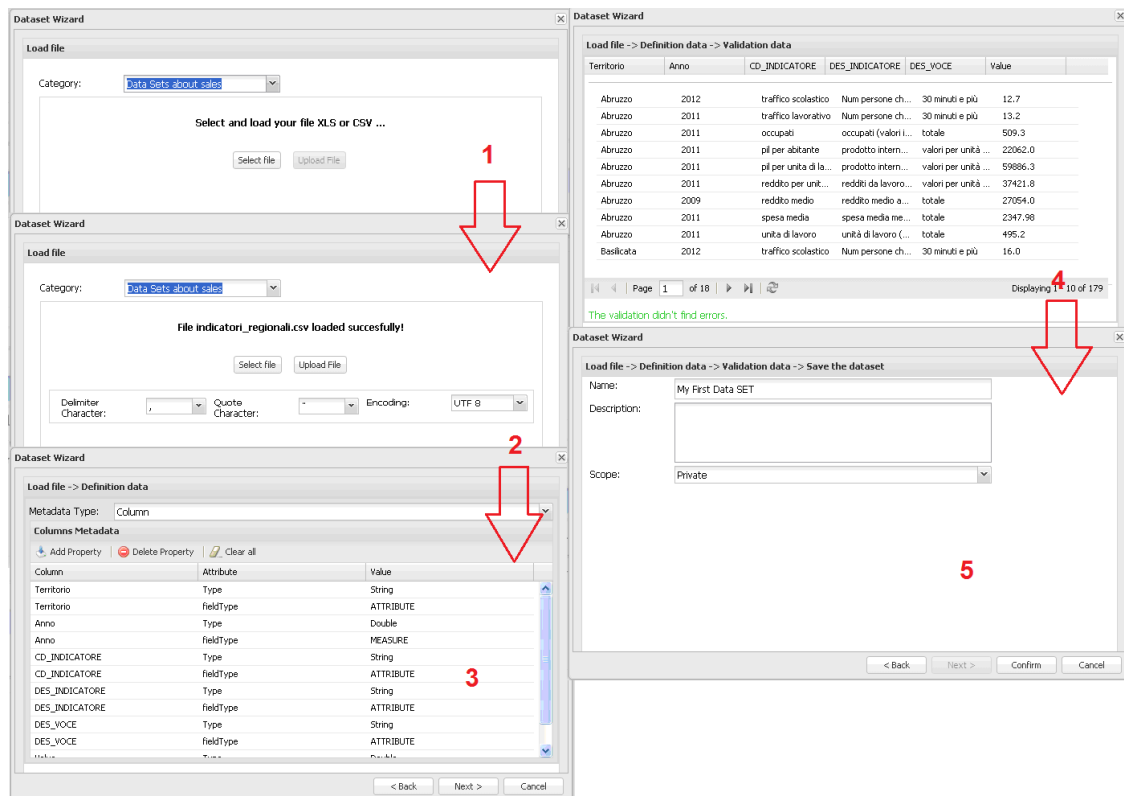 Dataset Wizard
Load file
Category: Data Sets about sales
Select and load your file XLS or CSV ...
Select file Upload File
1
Dataset Wizard
Load file
Category: Data Sets about sales
File indicatori_regionali.csv loaded succesfully!
Select file Upload File
Delimiter Character: , Quote Character: Encoding: UTF 8
2
Dataset Wizard
Load file -> Definition data
Metadata Type: Column
Columns Metadata
Add Property Delete Property Clear all
Column Attribute Value
Territorio Type String
Territorio fieldType ATTRIBUTE
Anno Type Double
Anno fieldType MEASURE
CD_INDICATORE Type String
CD_INDICATORE fieldType ATTRIBUTE
3
DES_INDICATORE Type String
DES_INDICATORE fieldType ATTRIBUTE
DES_VOCE Type String
DES_VOCE fieldType ATTRIBUTE
Value Type Double
< Back Next > Cancel
Dataset Wizard
Load file -> Definition data -> Validation data
Territorio Anno CD_INDICATORE DES_INDICATORE DES_VOCE Value
Abruzzo 2012 traffico scolastico Num persone ch... 30 minuti e più 12.7
Abruzzo 2011 traffico lavorativo Num persone ch... 30 minuti e più 13.2
Abruzzo 2011 occupati occupati (valori i... totale 509.3
Abruzzo 2011 pil per abitante prodotto intern... valori per unità ... 22062.0
Abruzzo 2011 pil per unita di la... prodotto intern... valori per unità ... 59886.3
Abruzzo 2011 reddito per unit... redditi da lavoro... valori per unità ... 37421.8
Abruzzo 2009 reddito medio reddito medio a... totale 27054.0
Abruzzo 2011 spesa media spesa media me... totale 2347.98
Abruzzo 2011 unita di lavoro unità di lavoro (... totale 495.2
Basilicata 2012 traffico scolastico Num persone ch... 30 minuti e più 16.0
Page 1 of 18 Displaying 1 - 10 of 179
4
The validation didn't find errors.
Dataset Wizard
Load file -> Definition data -> Validation data -> Save the dataset
Name: My First Data SET
Description:
Scope: Private
5
< Back Next > Confirm Cancel